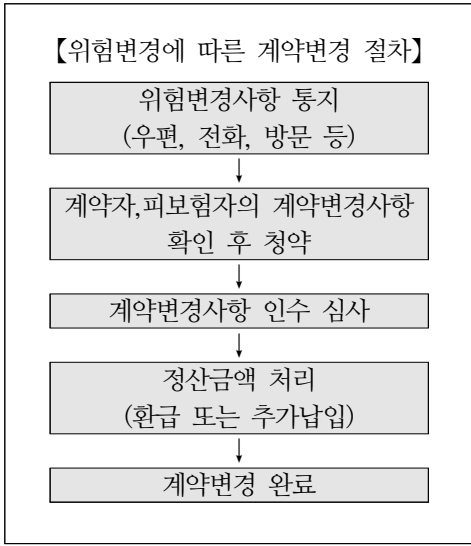 【위험변경에 따른 계약변경 절차】
위험변경사항 통지
(우편, 전화, 방문 등)
계약자,피보험자의 계약변경사항
확인 후 청약
계약변경사항 인수 심사
정산금액 처리
(환급 또는 추가납입)
계약변경 완료